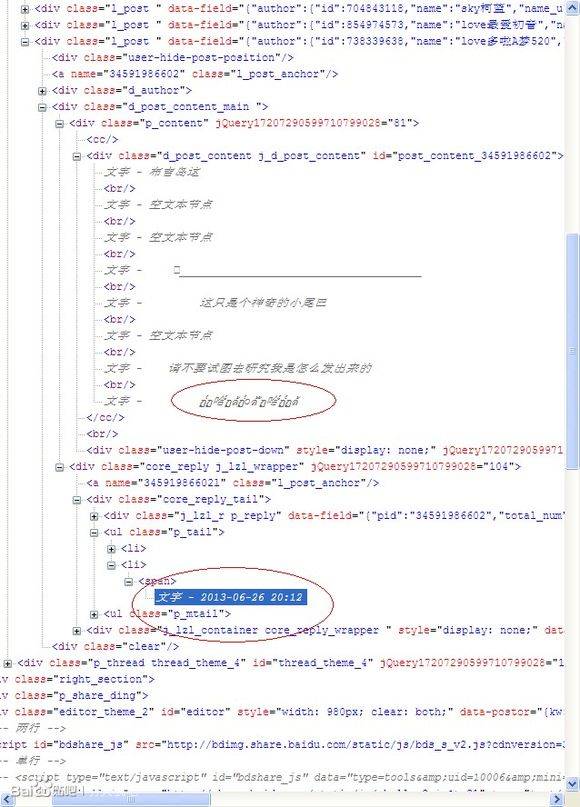 <div class="l_post " data-field="{"author":{"id":704843118,"name":"sky柯蓝","name_u
<div class="l_post " data-field="{"author":{"id":854974573,"name":"love最爱初音","
<div class="l_post " data-field="{"author":{"id":738339638,"name":"love多啦A梦520",
<div class="user-hide-post-position"/>
<a name="34591986602" class="l_post_anchor"/>
<div class="d_author">
<div class="d_post_content_main ">
<div class="p_content" jQuery17207290599710799028="81">
<cc/>
<div class="d_post_content j_d_post_content" id="post_content_34591986602">
文字 - 布吉岛这
<br/>
文字 - 空文本节点
<br/>
文字 - 空文本节点
<br/>
文字 -
<br/>
文字 - 这只是个神奇的小尾巴
<br/>
文字 - 空文本节点
<br/>
文字 - 请不要试图去研究我是怎么发出来的
<br/>
文字 -
</cc/>
<br/>
<div class="user-hide-post-down" style="display: none;" jQuery1720729059971
<div class="core_reply j_lzl_wrapper" jQuery17207290599710799028="104">
<a name="345919866021" class="l_post_anchor"/>
<div class="core_reply_tail">
<div class="j_lzl_r p_reply" data-field="{"pid":"34591986602","total_num"
<ul class="p_tail">
<li>
<li>
<span>
文字 - 2013-06-26 20:12
<ul class="p_mtail">
<div class="j_lzl_container core_reply_wrapper " style="display: none;" dat
<div class="clear"/>
<div class="p_thread thread_theme_4" id="thread_theme_4" jQuery17207290599710799028="1
iv class="right_section">
iv class="p_share_ding">
iv class="editor_theme_2" id="editor" style="width: 980px; clear: both;" data-postor="{kw
-- 两行 -->
cript id="bdshare_js" src="http://bdimg.share.baidu.com/static/js/bds_s_v2.js?cdnversion=3
-- 单行 -->
-- <script type="text/javascript" id="bdshare_js" data="type=tools&amp;uid=10006&amp;mini=
Baidu贴吧